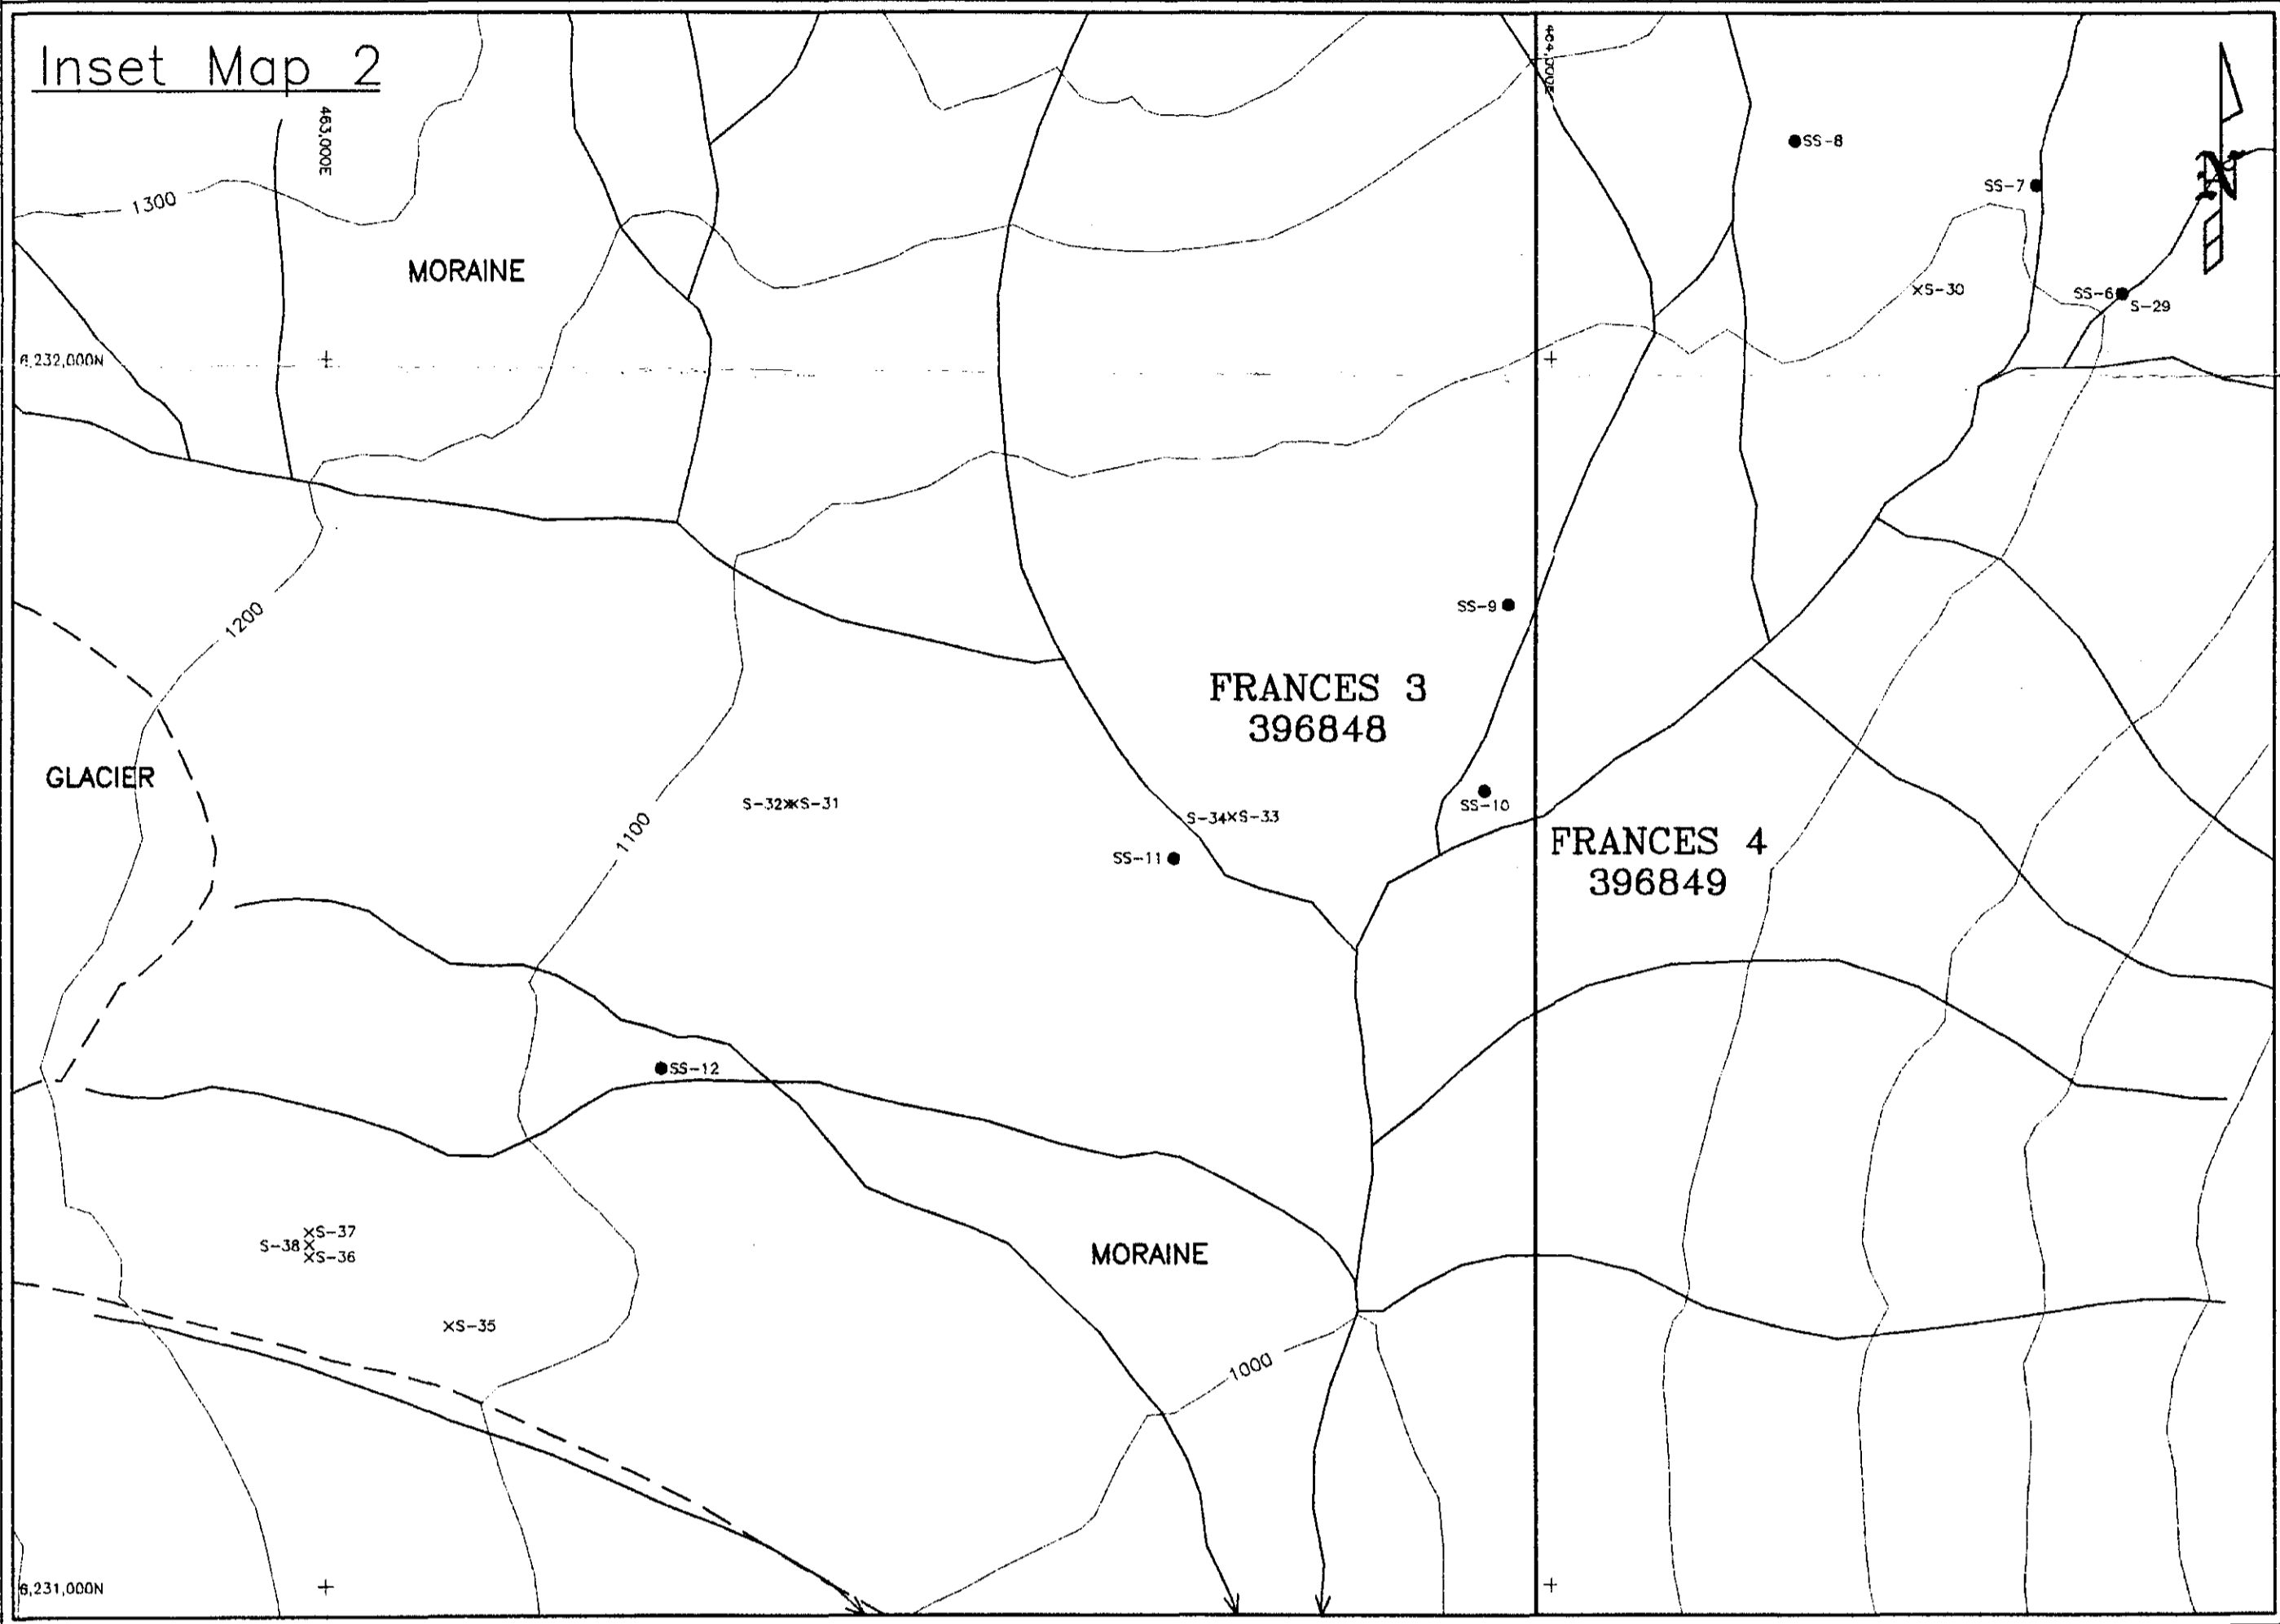 Inset Map 2
463,000E
464,000E
SS-8
SS-7
1300
MORAINE
S-30
SS-6
S-29
6,232,000N
SS-9
1200
FRANCES 3
396848
GLACIER
S-32 S-31
SS-10
1100
S-34 S-33
FRANCES 4
396849
SS-11
SS-12
S-37
S-38
S-36
MORAINE
S-35
1000
6,231,000N